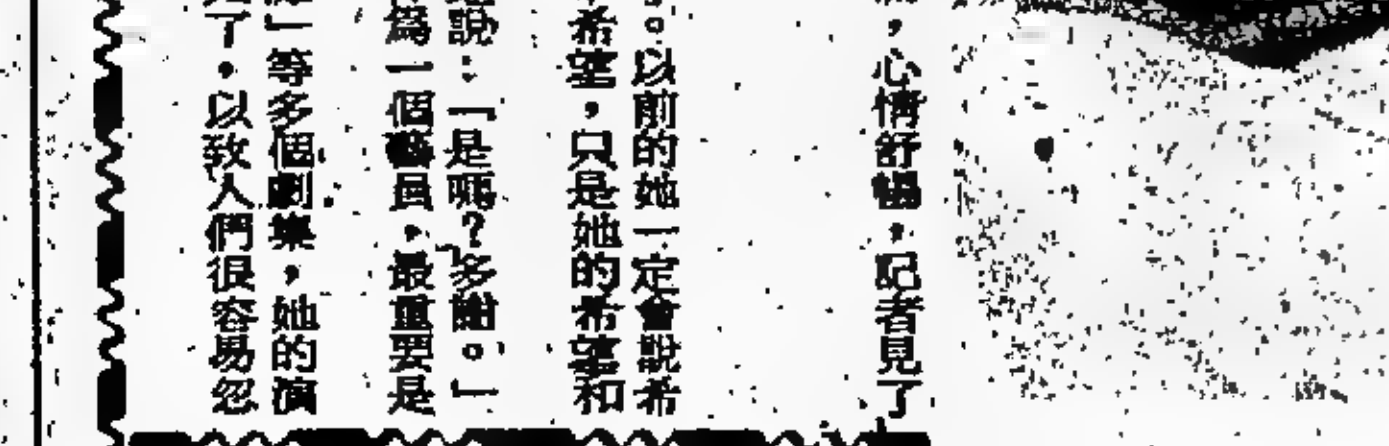 ，心情舒暢，記者見了
。以前的她一定會說希
希望，只是她的希望和
說：「是嗎？多謝。」
為一個藝員，最重要是
」等多個劇集，她的演
了，以致人們很容易忽